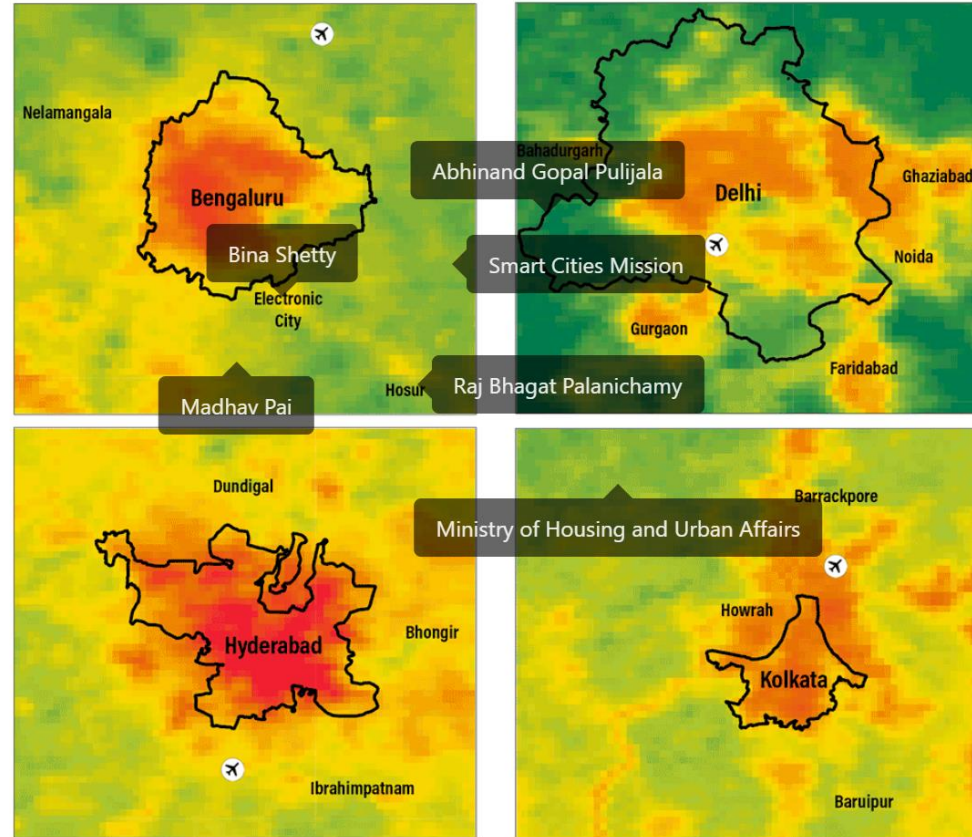 Nelamangala
Bengaluru
Bina Shetty
Electronic
City
Madhav Pai
Hosur
Bahadurgarh
Abhinand Gopal Pulijala
Delhi
Ghaziabad
Smart Cities Mission
Noida
Gurgaon
Faridabad
Raj Bhagat Palanichamy
Dundigal
Hyderabad
Bhongir
Ibrahimpatnam
Barrackpore
Ministry of Housing and Urban Affairs
Howrah
Kolkata
Baruipur